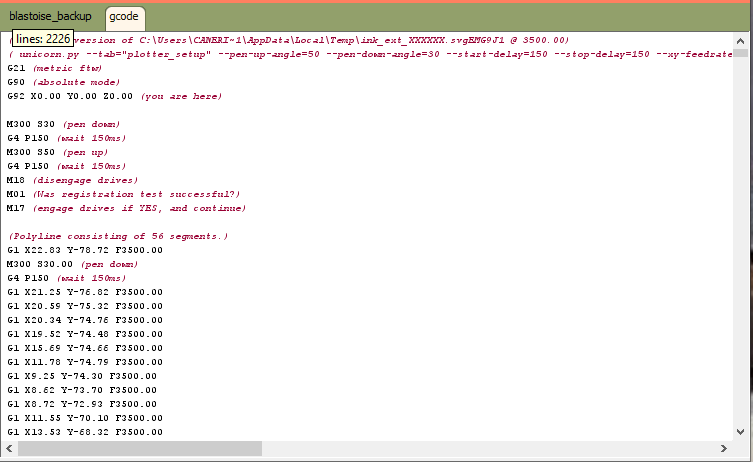 blastoise_backup
gcode
lines: 2226
( version of C:\Users\CANERI~1\AppData\Local\Temp\ink_ext_XXXXXX.svgEMG9J1 @ 3500.00)
( unicorn.py --tab="plotter_setup" --pen-up-angle=50 --pen-down-angle=30 --start-delay=150 --stop-delay=150 --xy-feedrate
G21 (metric ftw)
G90 (absolute mode)
G92 X0.00 Y0.00 Z0.00 (you are here)
M300 S30 (pen down)
G4 P150 (wait 150ms)
M300 S50 (pen up)
G4 P150 (wait 150ms)
M18 (disengage drives)
M01 (Was registration test successful?)
M17 (engage drives if YES, and continue)
(Polyline consisting of 56 segments.)
G1 X22.83 Y-78.72 F3500.00
M300 S30.00 (pen down)
G4 P150 (wait 150ms)
G1 X21.25 Y-76.82 F3500.00
G1 X20.59 Y-75.32 F3500.00
G1 X20.34 Y-74.76 F3500.00
G1 X19.52 Y-74.48 F3500.00
G1 X15.69 Y-74.66 F3500.00
G1 X11.78 Y-74.79 F3500.00
G1 X9.25 Y-74.30 F3500.00
G1 X8.62 Y-73.70 F3500.00
G1 X8.72 Y-72.93 F3500.00
G1 X11.55 Y-70.10 F3500.00
G1 X13.53 Y-68.32 F3500.00